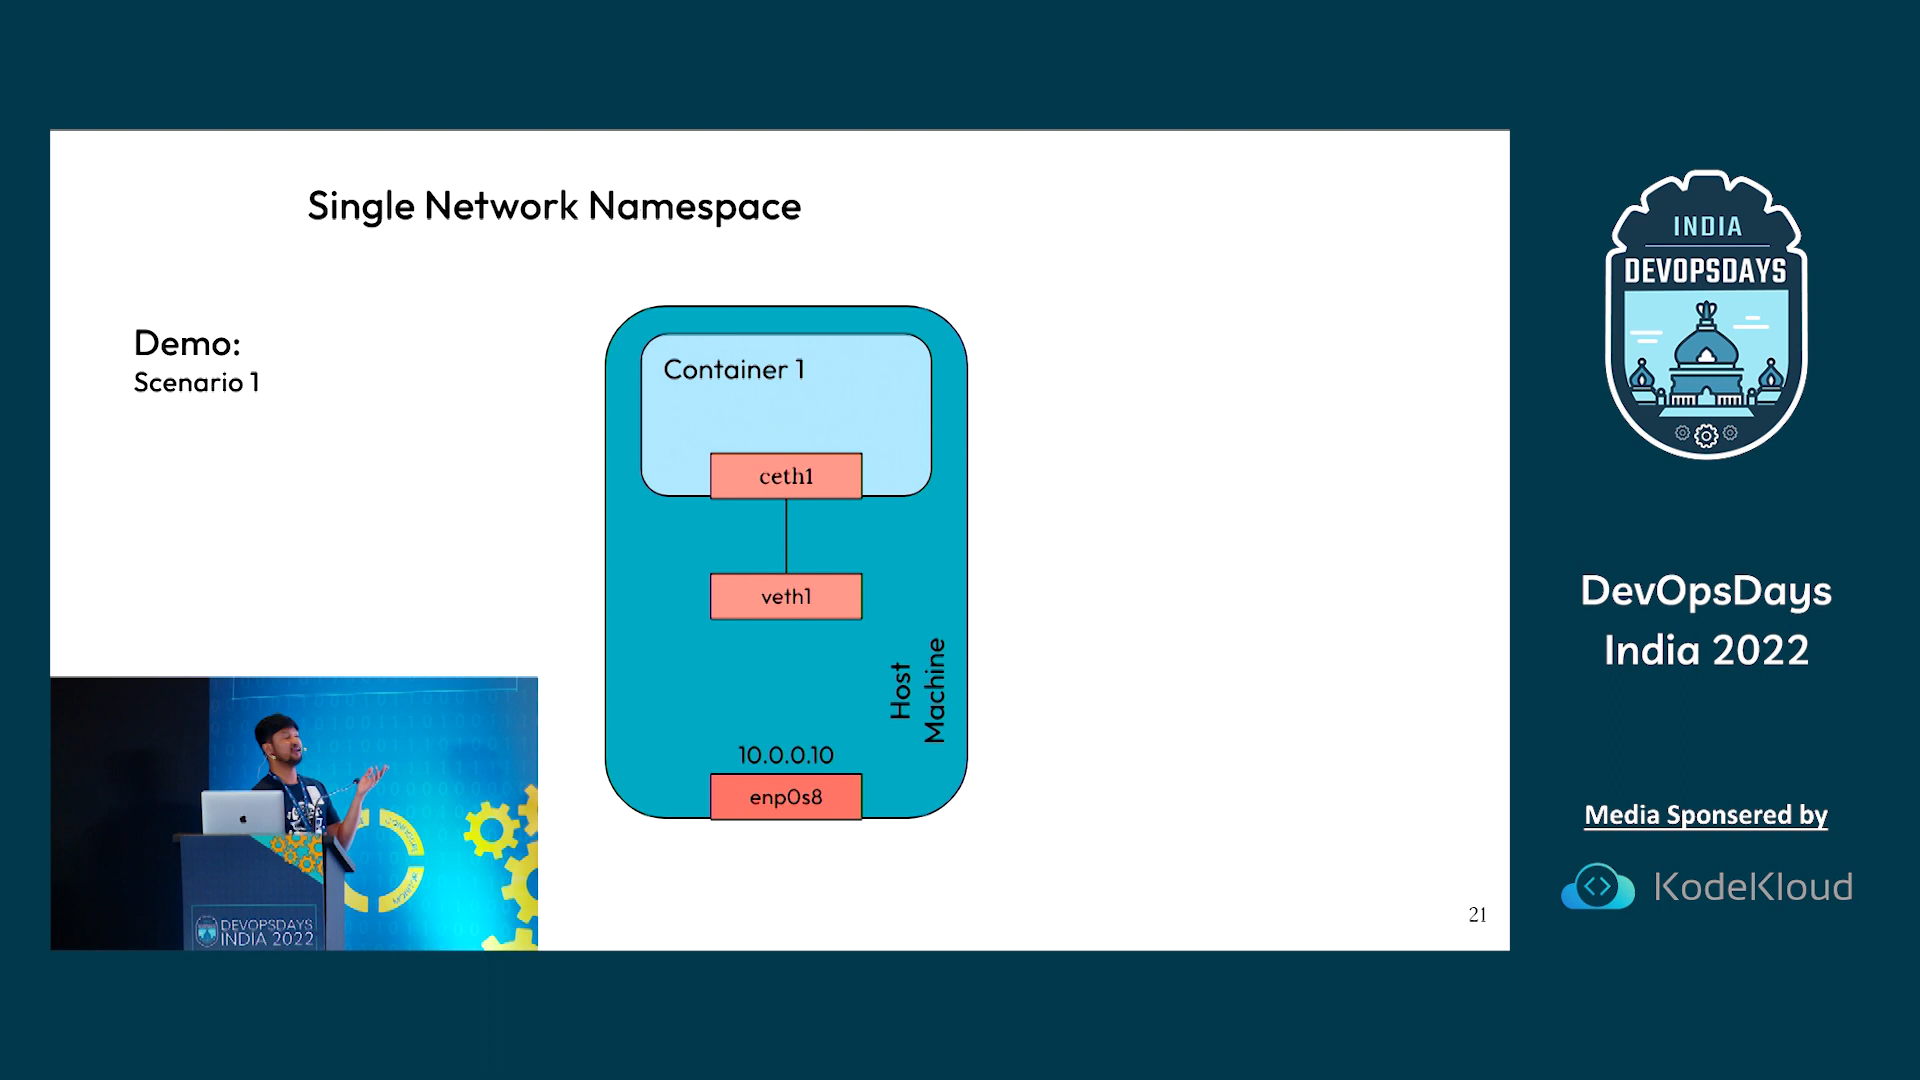 Single Network Namespace
Demo:
Scenario 1
Container 1
ceth1
veth1
Host
Machine
10.0.0.10
enp0s8
21
DEVOPSDAYS
INDIA 2022
INDIA
DEVOPSDAYS
DevOpsDays
India 2022
Media Sponsered by
KodeKloud